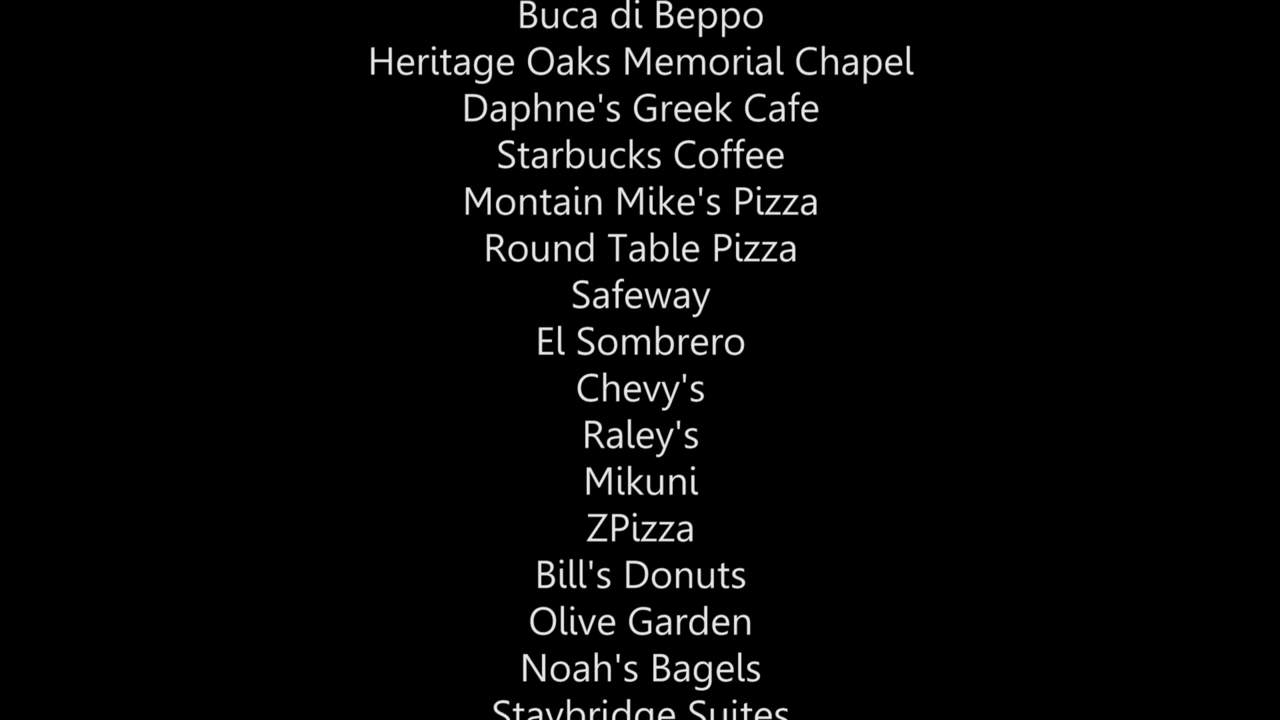 Buca di Beppo
Heritage Oaks Memorial Chapel
Daphne's Greek Cafe
Starbucks Coffee
Montain Mike's Pizza
Round Table Pizza
Safeway
El Sombrero
Chevy's
Raley's
Mikuni
ZPizza
Bill's Donuts
Olive Garden
Noah's Bagels
Staybridge Suites